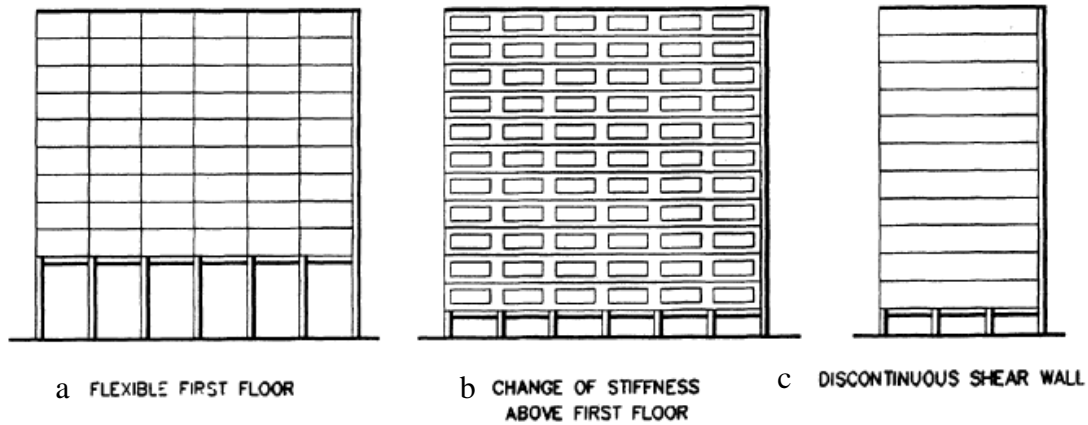 a FLEXIBLE FIRST FLOOR
b CHANGE OF STIFFNESS
ABOVE FIRST FLOOR
c DISCONTINUOUS SHEAR WALL